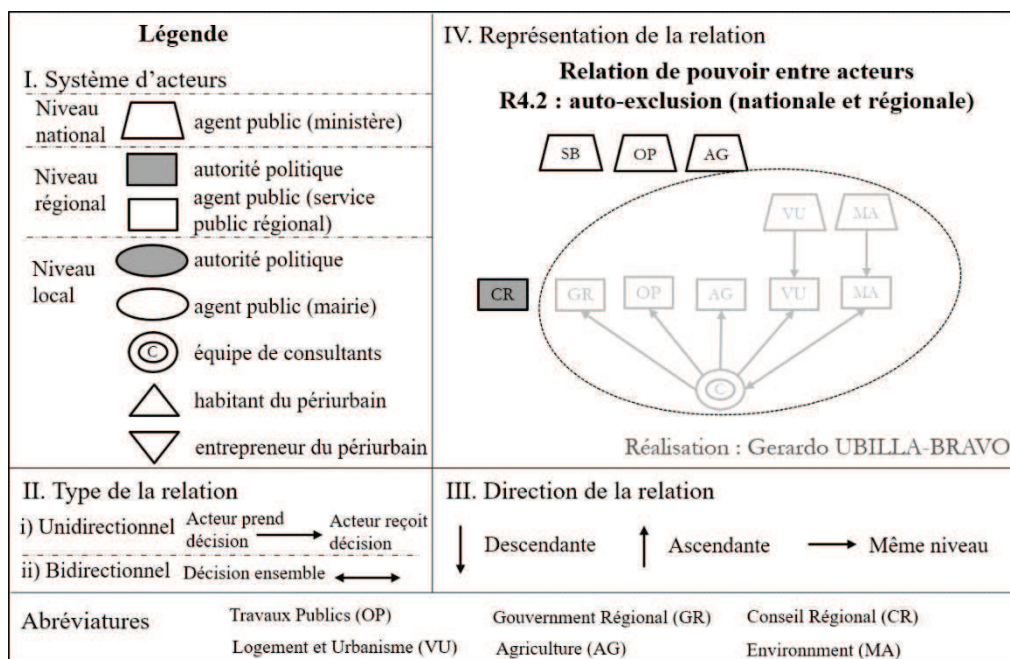 Légende
I. Système d'acteurs
Niveau
national
agent public (ministère)
Niveau
régional
autorité politique
agent public (service
public régional)
Niveau
local
autorité politique
agent public (mairie)
C
équipe de consultants
habitant du périurbain
entrepreneur du périurbain
IV. Représentation de la relation
Relation de pouvoir entre acteurs
R4.2 : auto-exclusion (nationale et régionale)
SB OP AG
VU MA
CR GR OP AG VU MA
C
Réalisation : Gerardo UBILLA-BRAVO
II. Type de la relation
i) Unidirectionnel
Acteur prend
décision
Acteur reçoit
décision
ii) Bidirectionnel
Décision ensemble
III. Direction de la relation
Descendante
Ascendante
Même niveau
Abréviatures
Travaux Publics (OP)
Gouvernment Régional (GR)
Conseil Régional (CR)
Logement et Urbanisme (VU)
Agriculture (AG)
Environnment (MA)